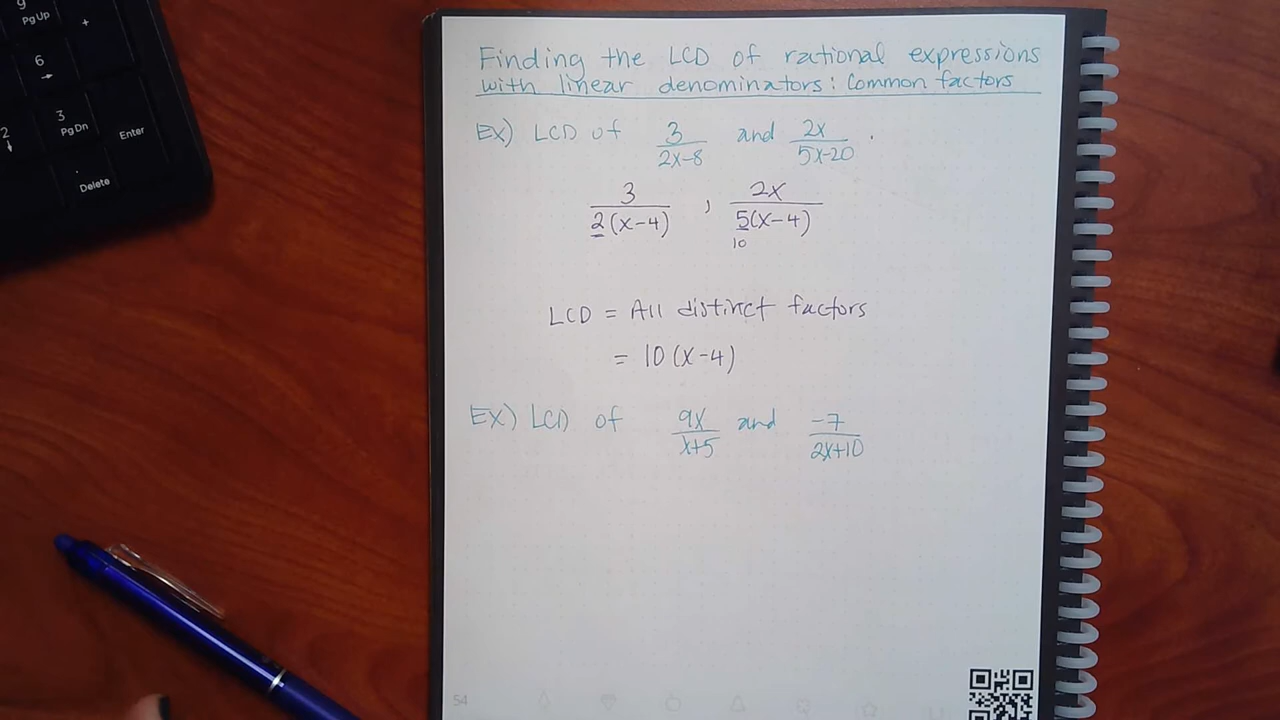 9
PgUp
+
6
→
3
PgDn
2
↓
Enter
.
Delete
Finding the LCD of rational expressions
with linear denominators: Common factors
Ex) LCD of 3/(2x-8) and 2x/(5x-20).
3/(2(x-4)) , 2x/(5(x-4))
10
LCD = All distinct factors
= 10(x-4)
Ex) LCD of 9x/(x+5) and -7/(2x+10)
54